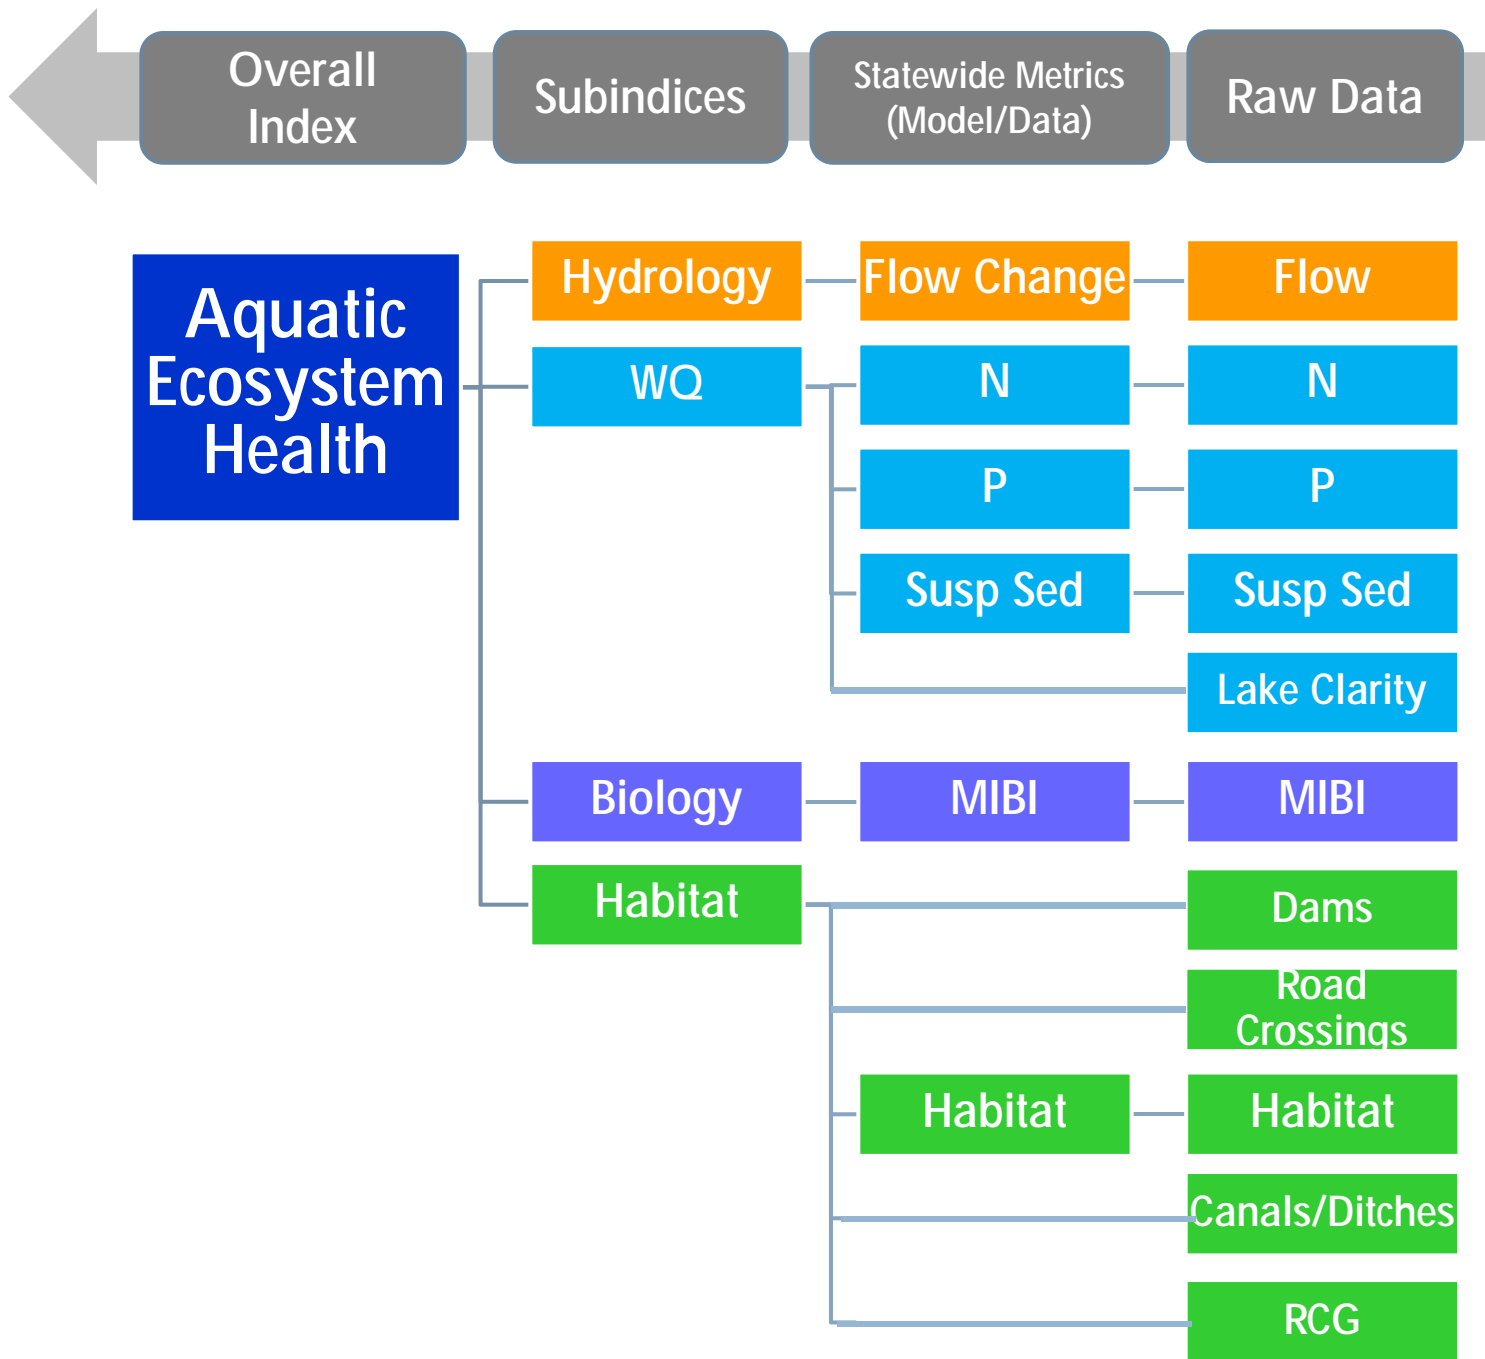 Overall
Index
Subindices
Statewide Metrics
(Model/Data)
Raw Data
Aquatic
Ecosystem
Health
Hydrology
Flow Change
Flow
WQ
N
N
P
P
Susp Sed
Susp Sed
Lake Clarity
Biology
MIBI
MIBI
Habitat
Dams
Road
Crossings
Habitat
Habitat
Canals/Ditches
RCG